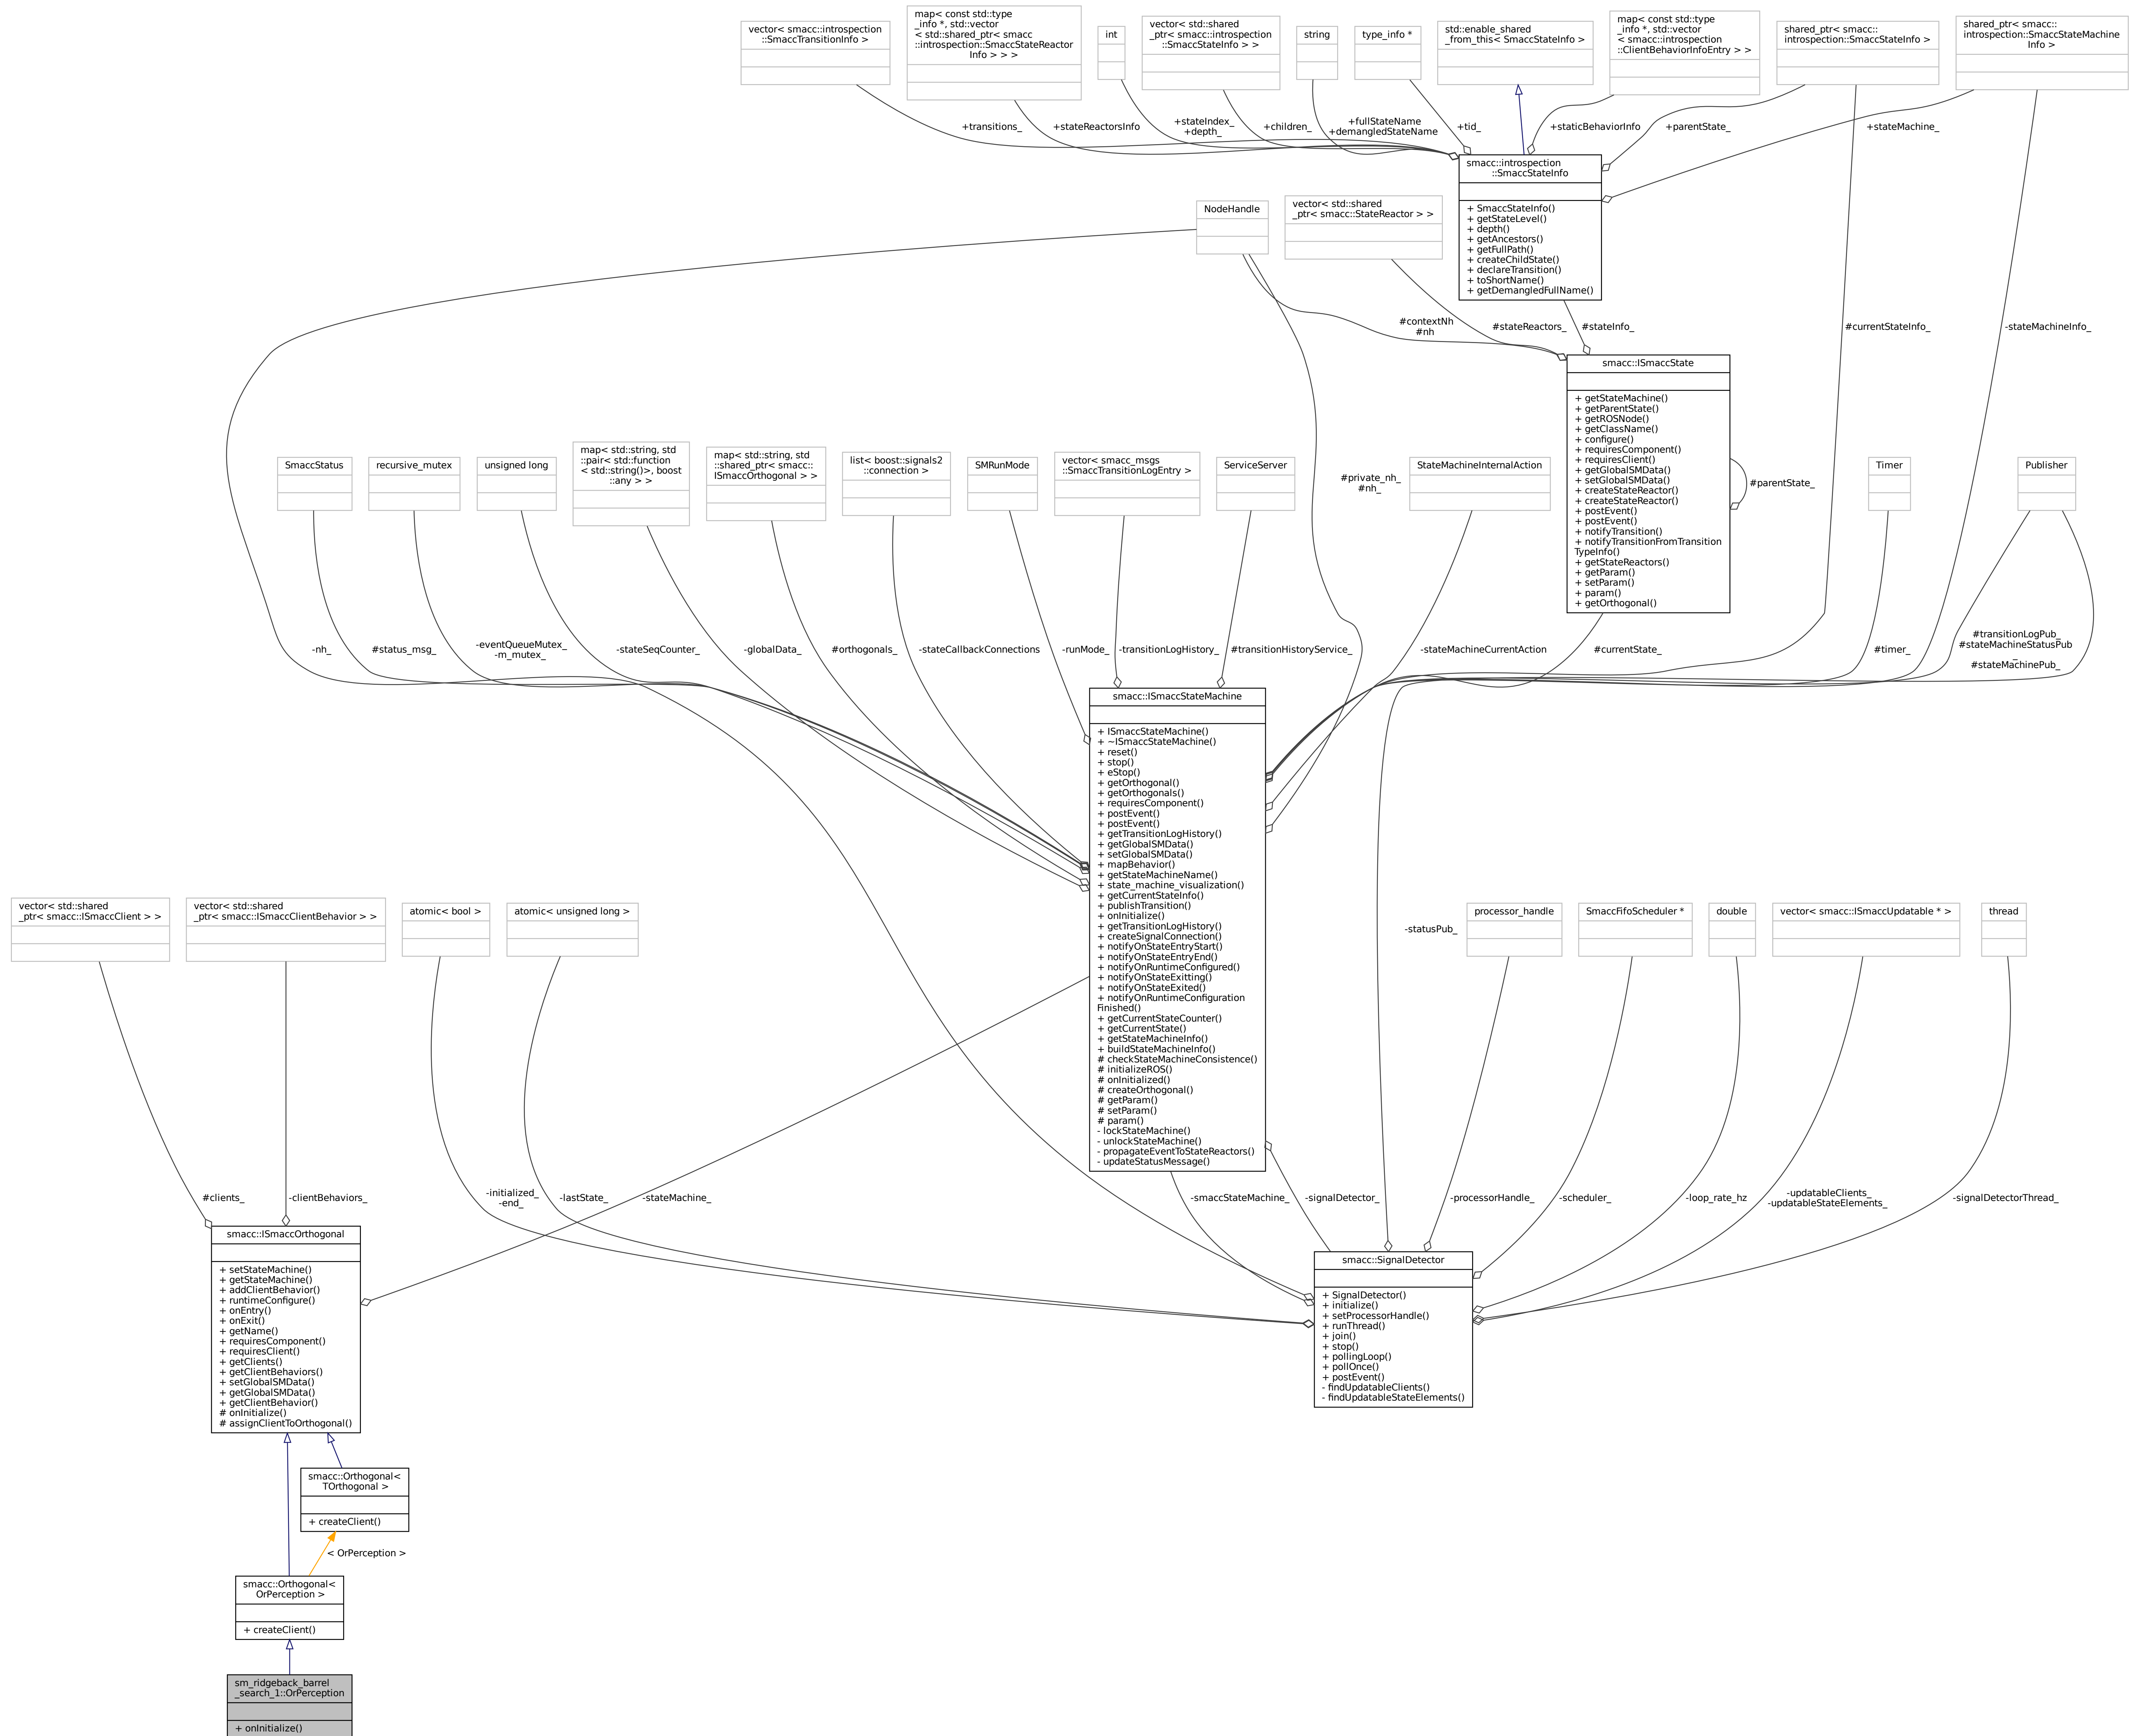 vector< smacc::introspection
::SmaccTransitionInfo >
map< const std::type
_info *, std::vector
< std::shared_ptr< smacc
::introspection::SmaccStateReactor
Info > > >
int
vector< std::shared
_ptr< smacc::introspection
::SmaccStateInfo > >
string
type_info *
std::enable_shared
_from_this< SmaccStateInfo >
map< const std::type
_info *, std::vector
< smacc::introspection
::ClientBehaviorInfoEntry > >
shared_ptr< smacc::
introspection::SmaccStateInfo >
shared_ptr< smacc::
introspection::SmaccStateMachine
Info >
+transitions_
+stateReactorsInfo
+stateIndex_
+depth_
+children_
+fullStateName
+demangledStateName
+tid_
+staticBehaviorInfo
+parentState_
+stateMachine_
smacc::introspection
::SmaccStateInfo
+ SmaccStateInfo()
+ getStateLevel()
+ depth()
+ getAncestors()
+ getFullPath()
+ createChildState()
+ declareTransition()
+ toShortName()
+ getDemangledFullName()
NodeHandle
vector< std::shared
_ptr< smacc::StateReactor > >
#contextNh
#nh
#stateReactors_
#stateInfo_
#currentStateInfo_
-stateMachineInfo_
smacc::ISmaccState
+ getStateMachine()
+ getParentState()
+ getROSNode()
+ getClassName()
+ configure()
+ requiresComponent()
+ requiresClient()
+ getGlobalSMData()
+ setGlobalSMData()
+ createStateReactor()
+ createStateReactor()
+ postEvent()
+ postEvent()
+ notifyTransition()
+ notifyTransitionFromTransition
TypeInfo()
+ getStateReactors()
+ getParam()
+ setParam()
+ param()
+ getOrthogonal()
#parentState_
SmaccStatus
recursive_mutex
unsigned long
map< std::string, std
::pair< std::function
< std::string()>, boost
::any > >
map< std::string, std
::shared_ptr< smacc::
ISmaccOrthogonal > >
list< boost::signals2
::connection >
SMRunMode
vector< smacc_msgs
::SmaccTransitionLogEntry >
ServiceServer
#private_nh_
#nh_
StateMachineInternalAction
Timer
Publisher
-nh_
#status_msg_
-eventQueueMutex_
-m_mutex_
-stateSeqCounter_
-globalData_
#orthogonals_
-stateCallbackConnections
-runMode_
-transitionLogHistory_
#transitionHistoryService_
-stateMachineCurrentAction
#currentState_
#timer_
#transitionLogPub_
#stateMachineStatusPub
_
#stateMachinePub_
smacc::ISmaccStateMachine
+ ISmaccStateMachine()
+ ~ISmaccStateMachine()
+ reset()
+ stop()
+ eStop()
+ getOrthogonal()
+ getOrthogonals()
+ requiresComponent()
+ postEvent()
+ postEvent()
+ getTransitionLogHistory()
+ getGlobalSMData()
+ setGlobalSMData()
+ mapBehavior()
+ getStateMachineName()
+ state_machine_visualization()
+ getCurrentStateInfo()
+ publishTransition()
+ onInitialize()
+ getTransitionLogHistory()
+ createSignalConnection()
+ notifyOnStateEntryStart()
+ notifyOnStateEntryEnd()
+ notifyOnRuntimeConfigured()
+ notifyOnStateExitting()
+ notifyOnStateExited()
+ notifyOnRuntimeConfiguration
Finished()
+ getCurrentStateCounter()
+ getCurrentState()
+ getStateMachineInfo()
+ buildStateMachineInfo()
# checkStateMachineConsistence()
# initializeROS()
# onInitialized()
# createOrthogonal()
# getParam()
# setParam()
# param()
- lockStateMachine()
- unlockStateMachine()
- propagateEventToStateReactors()
- updateStatusMessage()
vector< std::shared
_ptr< smacc::ISmaccClient > >
vector< std::shared
_ptr< smacc::ISmaccClientBehavior > >
atomic< bool >
atomic< unsigned long >
-statusPub_
processor_handle
SmaccFifoScheduler *
double
vector< smacc::ISmaccUpdatable * >
thread
#clients_
-clientBehaviors_
-initialized_
-end_
-lastState_
-stateMachine_
-smaccStateMachine_
-signalDetector_
-processorHandle_
-scheduler_
-loop_rate_hz
-updatableClients_
-updatableStateElements_
-signalDetectorThread_
smacc::ISmaccOrthogonal
+ setStateMachine()
+ getStateMachine()
+ addClientBehavior()
+ runtimeConfigure()
+ onEntry()
+ onExit()
+ getName()
+ requiresComponent()
+ requiresClient()
+ getClients()
+ getClientBehaviors()
+ setGlobalSMData()
+ getGlobalSMData()
+ getClientBehavior()
# onInitialize()
# assignClientToOrthogonal()
smacc::SignalDetector
+ SignalDetector()
+ initialize()
+ setProcessorHandle()
+ runThread()
+ join()
+ stop()
+ pollingLoop()
+ pollOnce()
+ postEvent()
- findUpdatableClients()
- findUpdatableStateElements()
smacc::Orthogonal<
TOrthogonal >
+ createClient()
< OrPerception >
smacc::Orthogonal<
OrPerception >
+ createClient()
sm_ridgeback_barrel
_search_1::OrPerception
+ onInitialize()